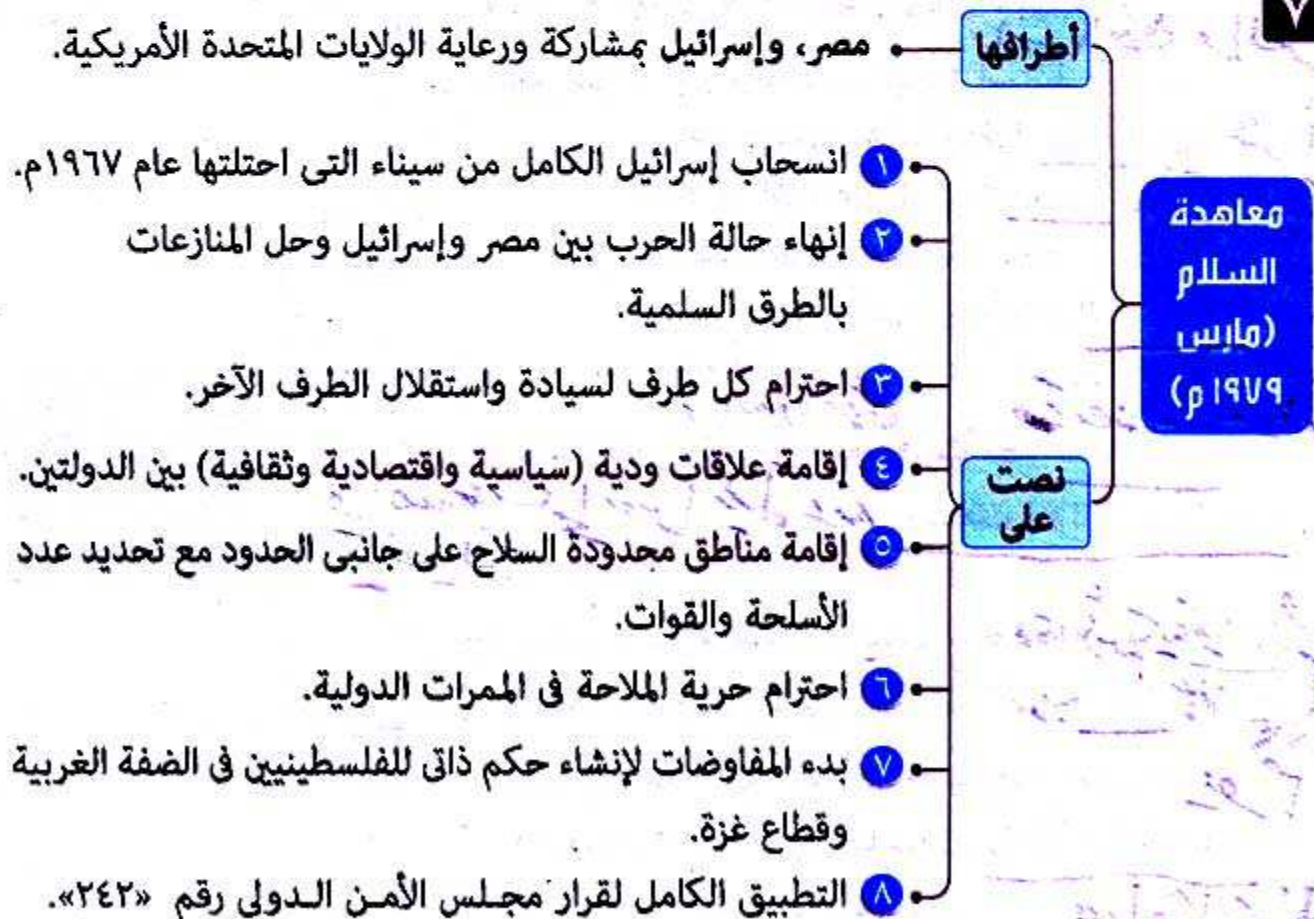 ٧
معاهدة
السلام
(مارس
١٩٧٩م)
أطرافها
مصر، وإسرائيل بمشاركة ورعاية الولايات المتحدة الأمريكية.
نصت
على
١ انسحاب إسرائيل الكامل من سيناء التى احتلتها عام ١٩٦٧م.
٢ إنهاء حالة الحرب بين مصر وإسرائيل وحل المنازعات
بالطرق السلمية.
٣ احترام كل طرف لسيادة واستقلال الطرف الآخر.
٤ إقامة علاقات ودية (سياسية واقتصادية وثقافية) بين الدولتين.
٥ إقامة مناطق محدودة السلاح على جانبى الحدود مع تحديد عدد
الأسلحة والقوات.
٦ احترام حرية الملاحة فى الممرات الدولية.
٧ بدء المفاوضات لإنشاء حكم ذاتى للفلسطينيين فى الضفة الغربية
وقطاع غزة.
٨ التطبيق الكامل لقرار مجلس الأمن الدولى رقم «٢٤٢».